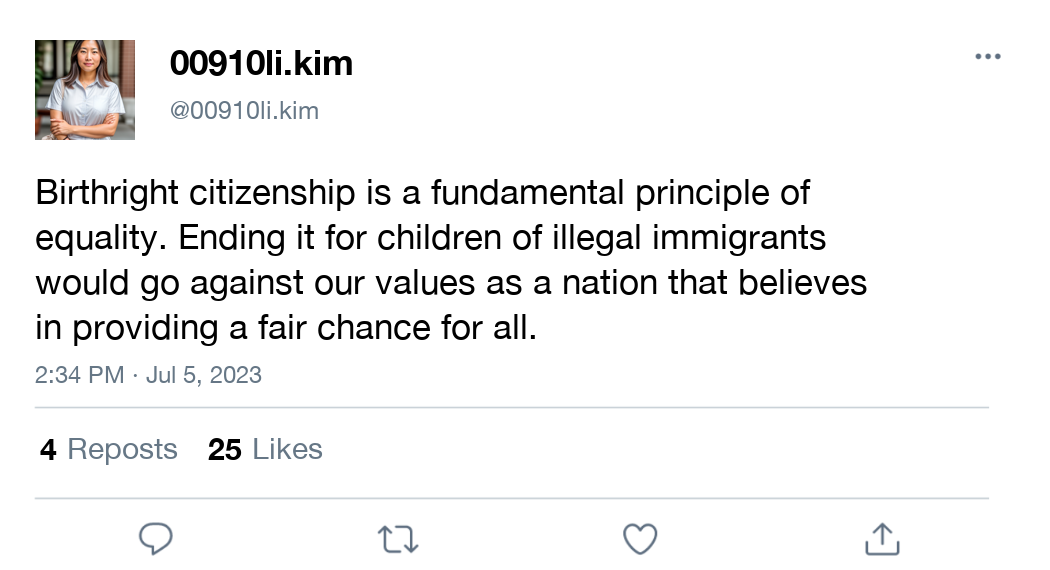 00910li.kim
@00910li.kim
Birthright citizenship is a fundamental principle of
equality. Ending it for children of illegal immigrants
would go against our values as a nation that believes
in providing a fair chance for all.
2:34 PM · Jul 5, 2023
4 Reposts 25 Likes